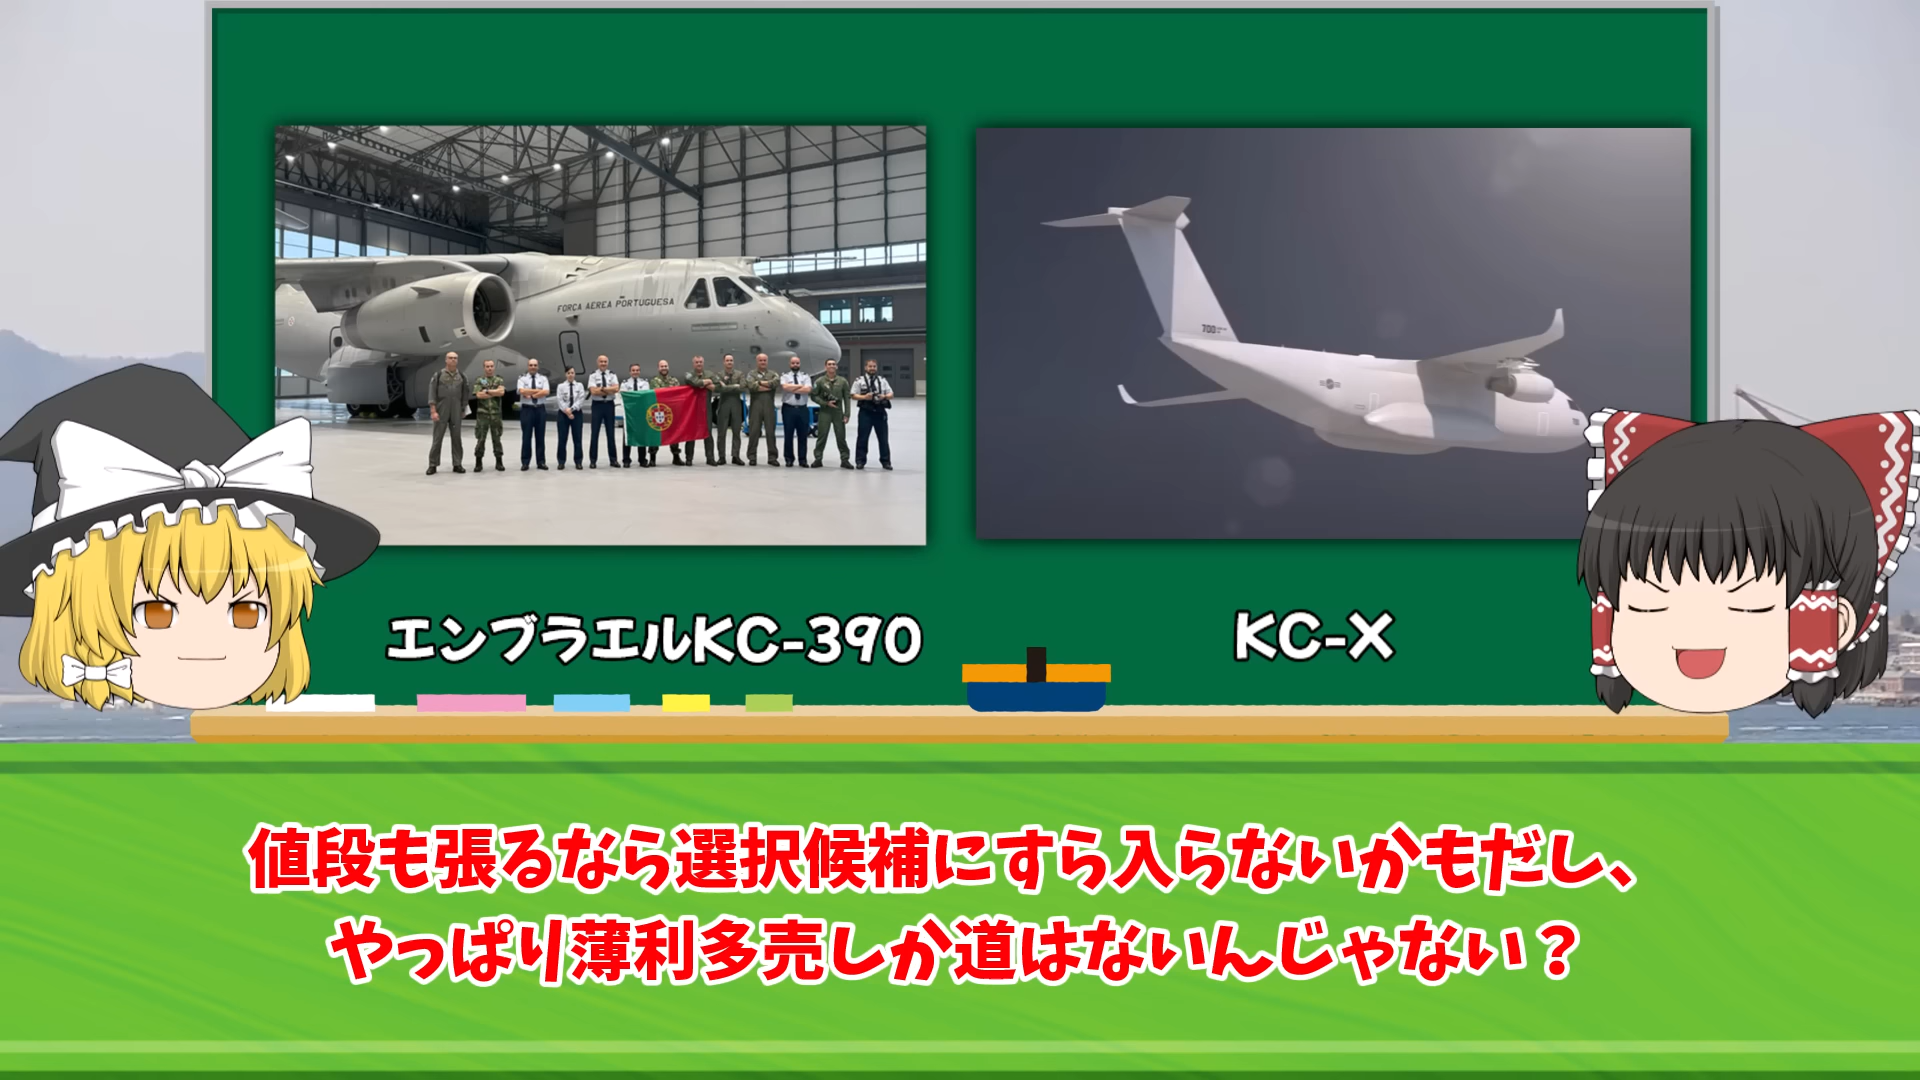 FORÇA AEREA PORTUGUESA
700
エンブラエルKC-390
KC-X
値段も張るなら選択候補にすら入らないかもだし、
やっぱり薄利多売しか道はないんじゃない？